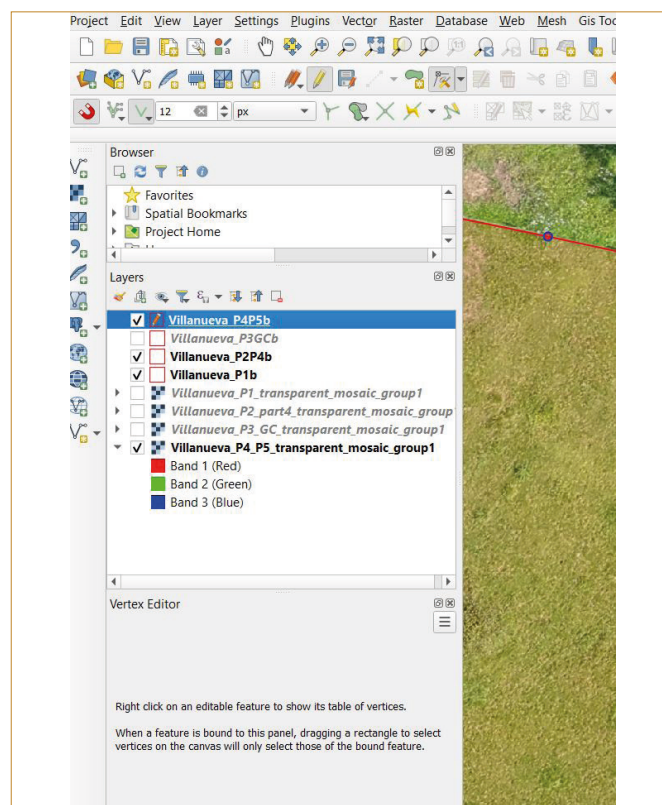 Project Edit View Layer Settings Plugins Vector Raster Database Web Mesh Gis Too
12 px
Browser
Favorites
Spatial Bookmarks
Project Home
Layers
Villanueva_P4P5b
Villanueva_P3GCb
Villanueva_P2P4b
Villanueva_P1b
Villanueva_P1_transparent_mosaic_group1
Villanueva_P2_part4_transparent_mosaic_group
Villanueva_P3_GC_transparent_mosaic_group1
Villanueva_P4_P5_transparent_mosaic_group1
Band 1 (Red)
Band 2 (Green)
Band 3 (Blue)
Vertex Editor
Right click on an editable feature to show its table of vertices.
When a feature is bound to this panel, dragging a rectangle to select
vertices on the canvas will only select those of the bound feature.